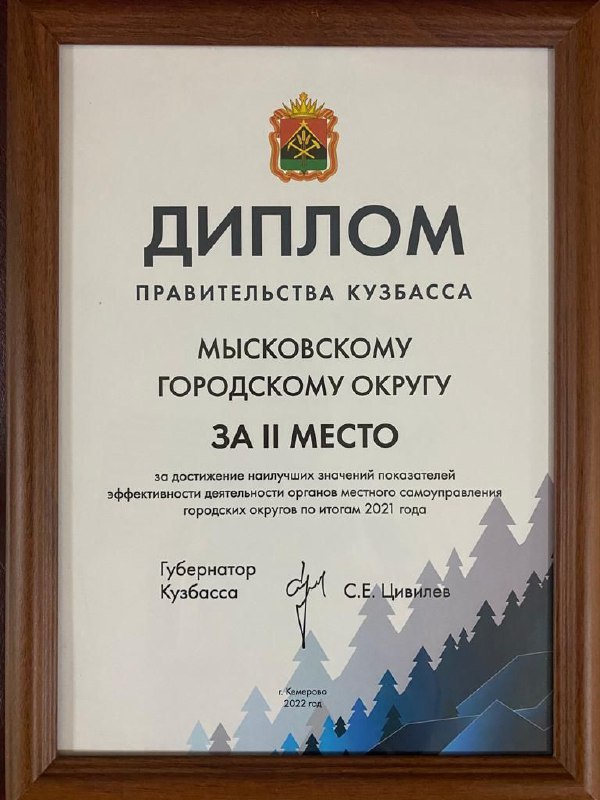 ДИПЛОМ
ПРАВИТЕЛЬСТВА КУЗБАССА
МЫСКОВСКОМУ
ГОРОДСКОМУ ОКРУГУ
ЗА II МЕСТО
за достижение наилучших значений показателей
эффективности деятельности органов местного самоуправления
городских округов по итогам 2021 года
Губернатор
Кузбасса
С.Е. Цивилев
г. Кемерово
2022 год